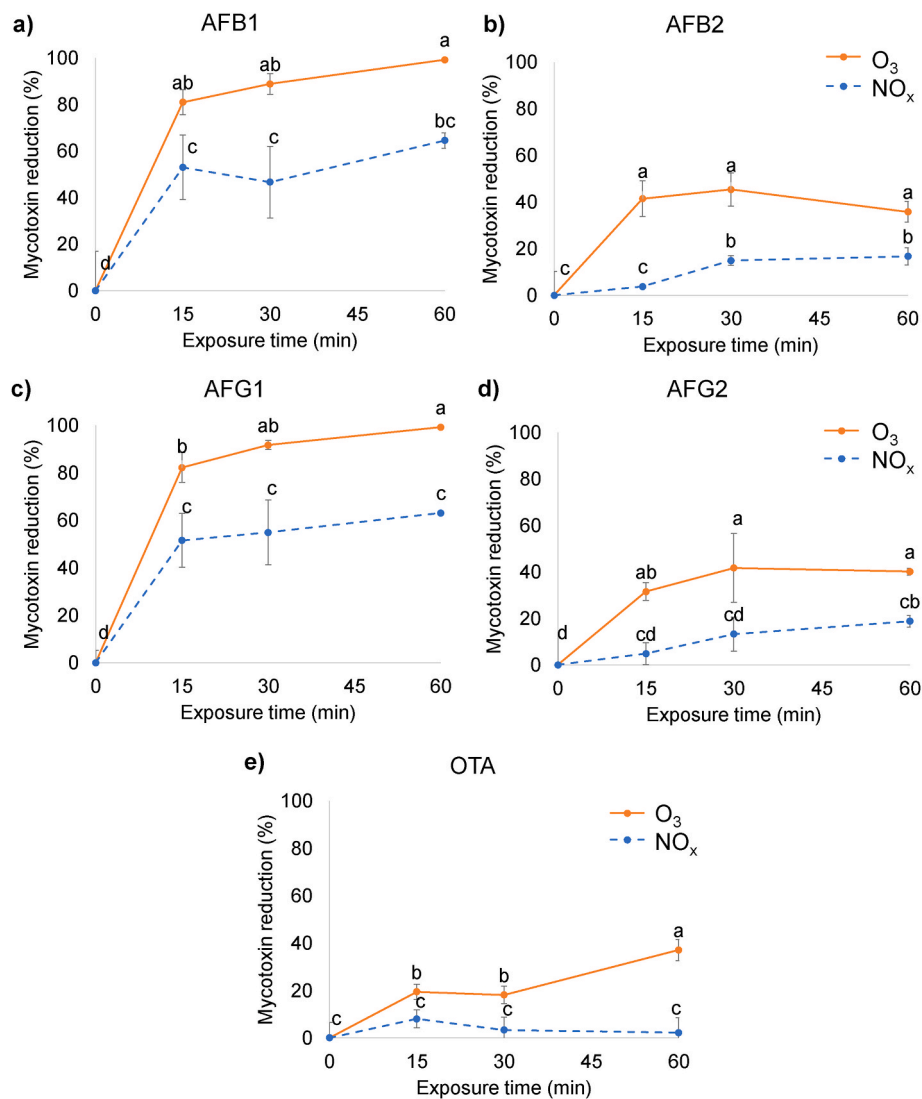 a)
AFB1
Mycotoxin reduction (%)
100
80
60
40
20
0
d
ab
ab
a
c
c
bc
0 15 30 45 60
Exposure time (min)
b)
AFB2
O₃
NOₓ
Mycotoxin reduction (%)
100
80
60
40
20
0
c
a
a
a
c
b
b
0 15 30 45 60
Exposure time (min)
c)
AFG1
Mycotoxin reduction (%)
100
80
60
40
20
0
d
b
ab
a
c
c
c
0 15 30 45 60
Exposure time (min)
d)
AFG2
O₃
NOₓ
Mycotoxin reduction (%)
100
80
60
40
20
0
d
ab
a
a
cd
cd
cb
0 15 30 45 60
Exposure time (min)
e)
OTA
O₃
NOₓ
Mycotoxin reduction (%)
100
80
60
40
20
0
c
b
b
a
c
c
c
0 15 30 45 60
Exposure time (min)